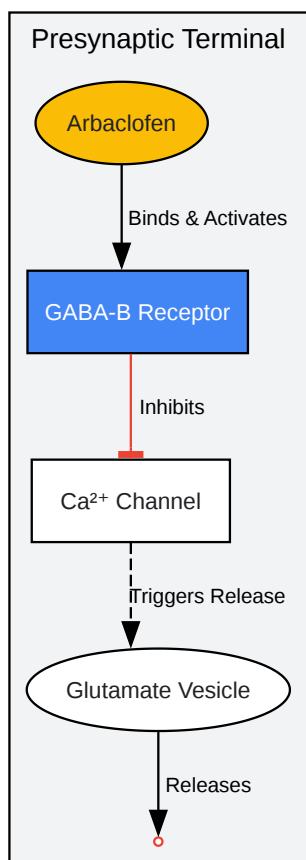 Presynaptic Terminal
Arbaclofen
Binds & Activates
GABA-B Receptor
Inhibits
Ca²⁺ Channel
Triggers Release
Glutamate Vesicle
Releases